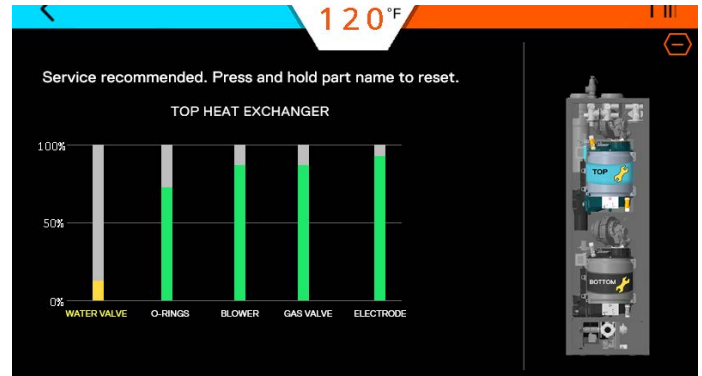 120°F
Service recommended. Press and hold part name to reset.
TOP HEAT EXCHANGER
100%
50%
0%
WATER VALVE
O-RINGS
BLOWER
GAS VALVE
ELECTRODE
TOP
BOTTOM